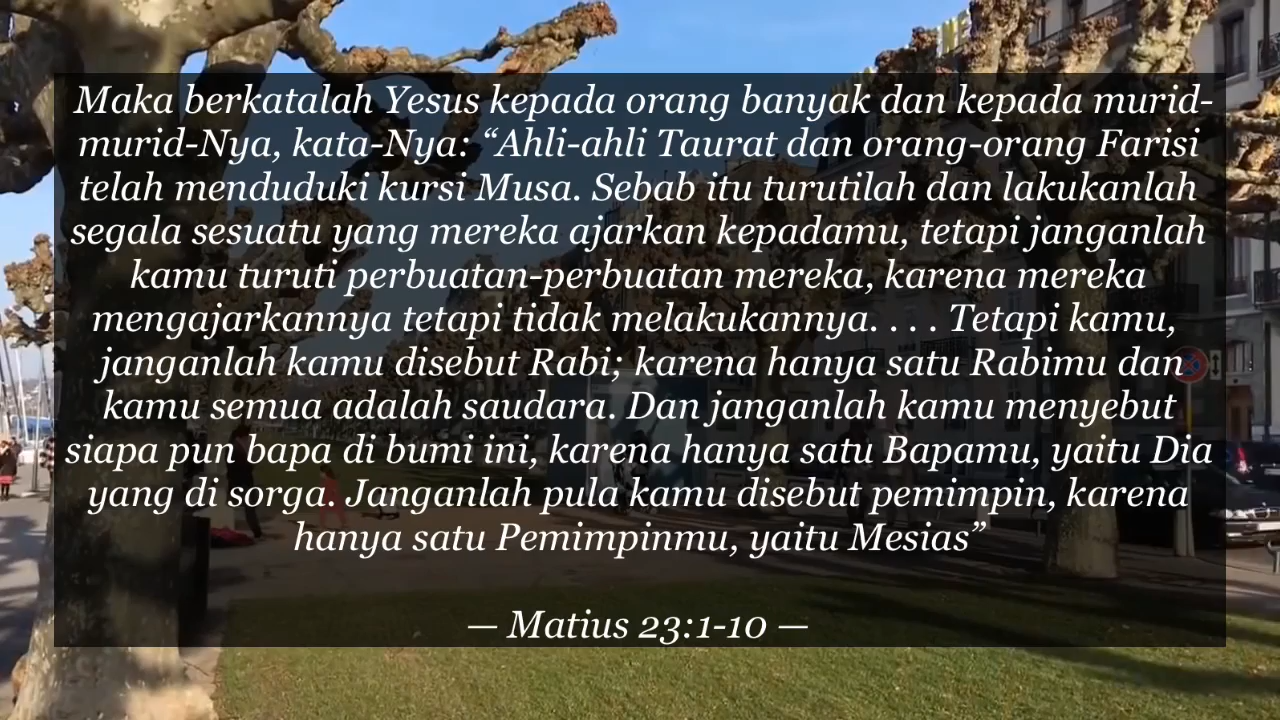 Maka berkatalah Yesus kepada orang banyak dan kepada murid-
murid-Nya, kata-Nya: “Ahli-ahli Taurat dan orang-orang Farisi
telah menduduki kursi Musa. Sebab itu turutilah dan lakukanlah
segala sesuatu yang mereka ajarkan kepadamu, tetapi janganlah
kamu turuti perbuatan-perbuatan mereka, karena mereka
mengajarkannya tetapi tidak melakukannya. . . . Tetapi kamu,
janganlah kamu disebut Rabi; karena hanya satu Rabimu dan
kamu semua adalah saudara. Dan janganlah kamu menyebut
siapa pun bapa di bumi ini, karena hanya satu Bapamu, yaitu Dia
yang di sorga. Janganlah pula kamu disebut pemimpin, karena
hanya satu Pemimpinmu, yaitu Mesias”
— Matius 23:1-10 —